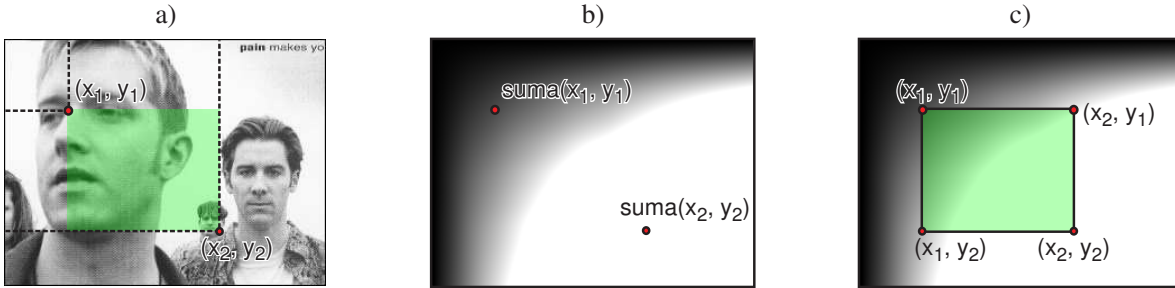 a)
pain makes yo
(x₁, y₁)
(x₂, y₂)
b)
suma(x₁, y₁)
suma(x₂, y₂)
c)
(x₁, y₁)
(x₂, y₁)
(x₁, y₂)
(x₂, y₂)